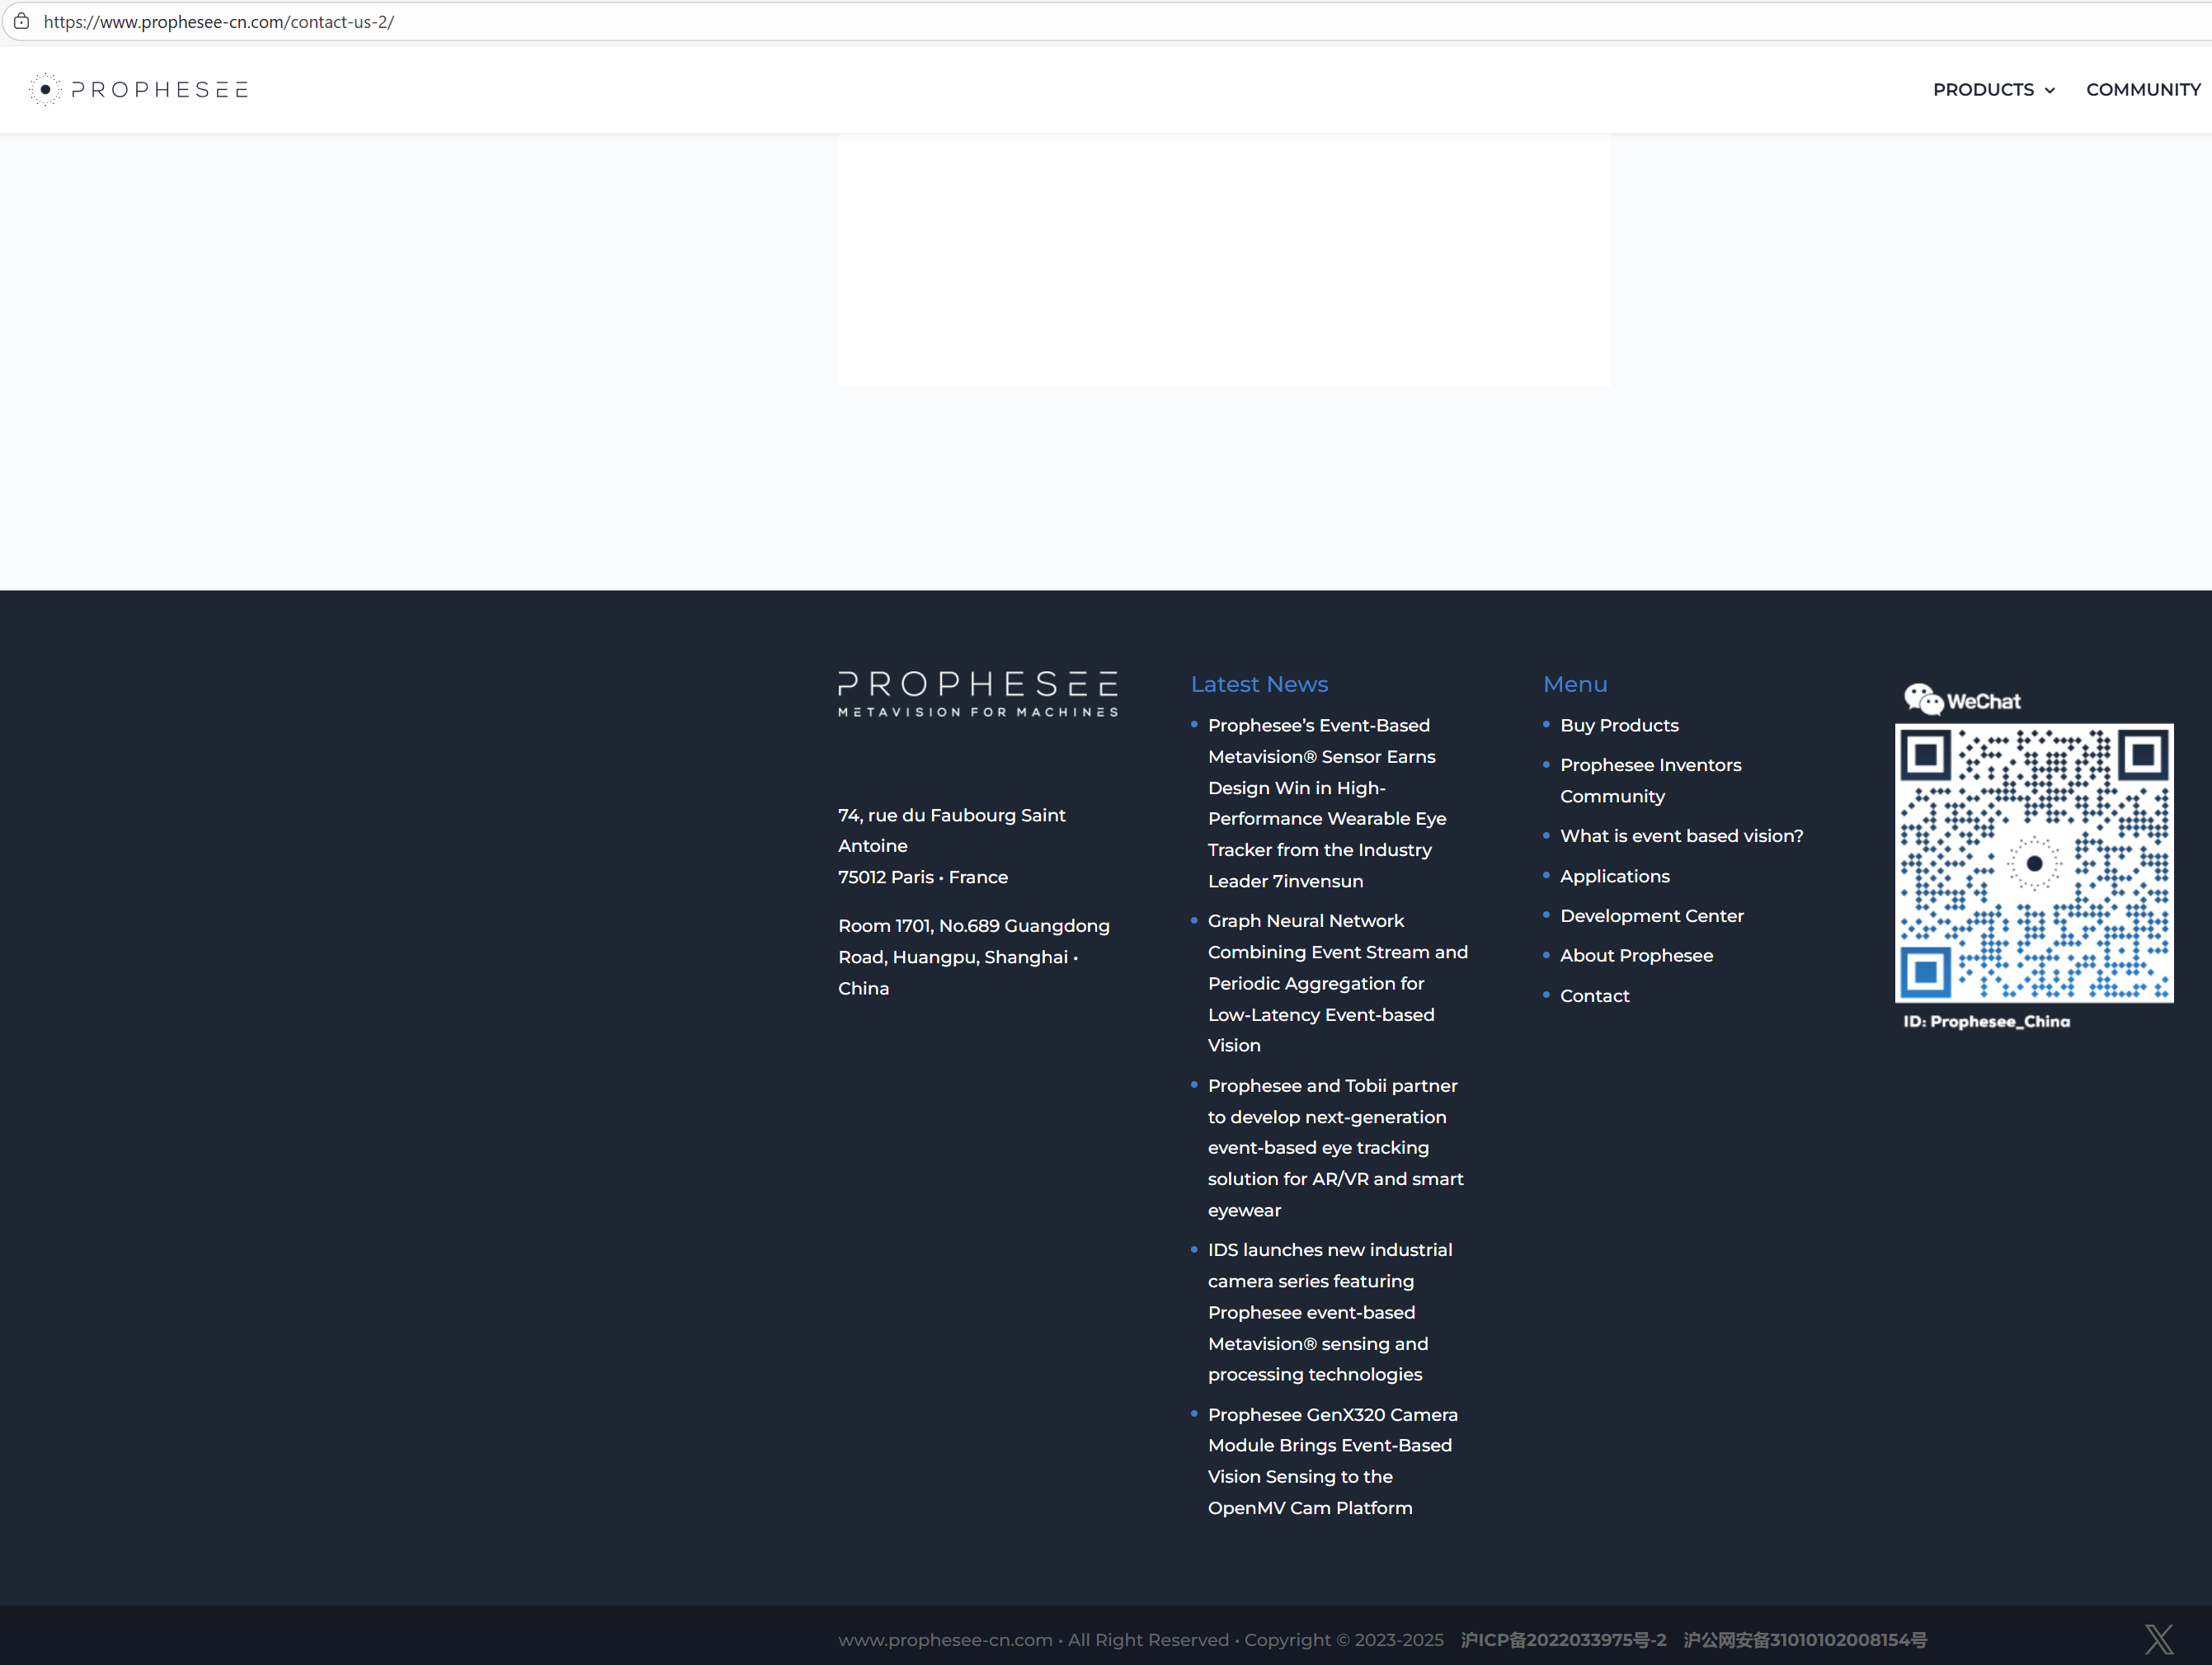 https://www.prophesee-cn.com/contact-us-2/
PROPHESEE
PRODUCTS
COMMUNITY
PROPHESEE
METAVISION FOR MACHINES
74, rue du Faubourg Saint
Antoine
75012 Paris • France
Room 1701, No.689 Guangdong
Road, Huangpu, Shanghai •
China
Latest News
Prophesee’s Event-Based
Metavision® Sensor Earns
Design Win in High-
Performance Wearable Eye
Tracker from the Industry
Leader 7invensun
Graph Neural Network
Combining Event Stream and
Periodic Aggregation for
Low-Latency Event-based
Vision
Prophesee and Tobii partner
to develop next-generation
event-based eye tracking
solution for AR/VR and smart
eyewear
IDS launches new industrial
camera series featuring
Prophesee event-based
Metavision® sensing and
processing technologies
Prophesee GenX320 Camera
Module Brings Event-Based
Vision Sensing to the
OpenMV Cam Platform
Menu
Buy Products
Prophesee Inventors
Community
What is event based vision?
Applications
Development Center
About Prophesee
Contact
WeChat
ID: Prophesee_China
www.prophesee-cn.com • All Right Reserved • Copyright © 2023-2025 沪ICP备2022033975号-2 沪公网安备31010102008154号